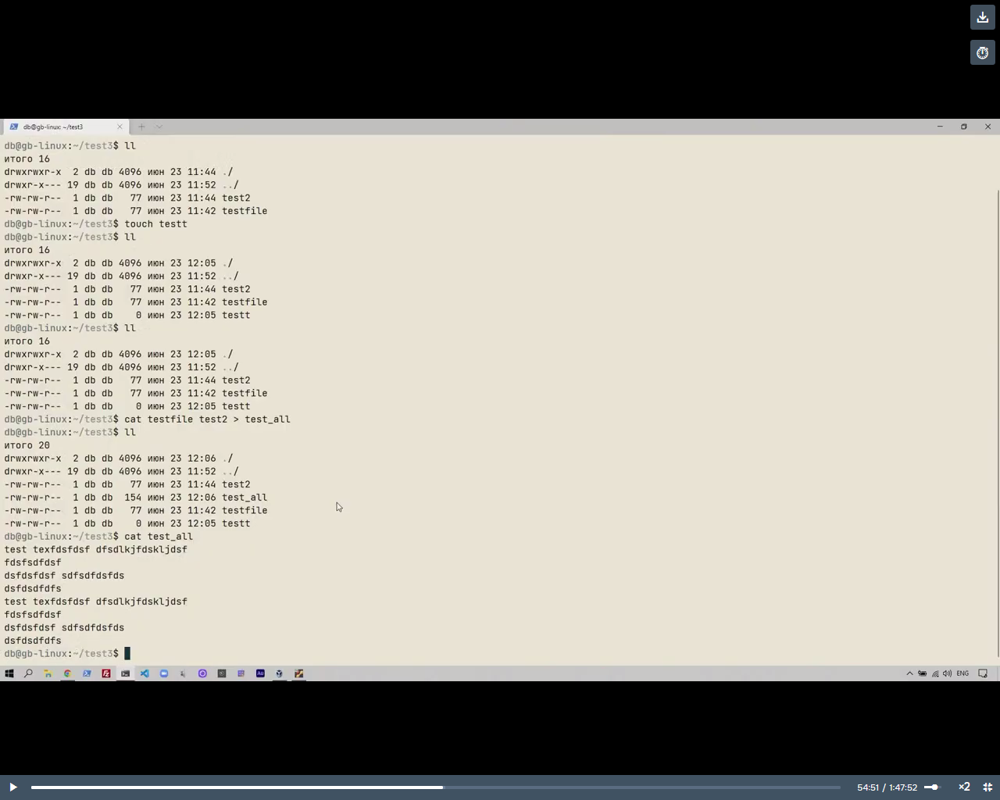 db@gb-linux: ~/test3
db@gb-linux:~/test3$ ll
итого 16
drwxrwxr-x  2 db db 4096 июн 23 11:44 ./
drwxr-x--- 19 db db 4096 июн 23 11:52 ../
-rw-rw-r--  1 db db   77 июн 23 11:44 test2
-rw-rw-r--  1 db db   77 июн 23 11:42 testfile
db@gb-linux:~/test3$ touch testt
db@gb-linux:~/test3$ ll
итого 16
drwxrwxr-x  2 db db 4096 июн 23 12:05 ./
drwxr-x--- 19 db db 4096 июн 23 11:52 ../
-rw-rw-r--  1 db db   77 июн 23 11:44 test2
-rw-rw-r--  1 db db   77 июн 23 11:42 testfile
-rw-rw-r--  1 db db    0 июн 23 12:05 testt
db@gb-linux:~/test3$ ll
итого 16
drwxrwxr-x  2 db db 4096 июн 23 12:05 ./
drwxr-x--- 19 db db 4096 июн 23 11:52 ../
-rw-rw-r--  1 db db   77 июн 23 11:44 test2
-rw-rw-r--  1 db db   77 июн 23 11:42 testfile
-rw-rw-r--  1 db db    0 июн 23 12:05 testt
db@gb-linux:~/test3$ cat testfile test2 > test_all
db@gb-linux:~/test3$ ll
итого 20
drwxrwxr-x  2 db db 4096 июн 23 12:06 ./
drwxr-x--- 19 db db 4096 июн 23 11:52 ../
-rw-rw-r--  1 db db   77 июн 23 11:44 test2
-rw-rw-r--  1 db db  154 июн 23 12:06 test_all
-rw-rw-r--  1 db db   77 июн 23 11:42 testfile
-rw-rw-r--  1 db db    0 июн 23 12:05 testt
db@gb-linux:~/test3$ cat test_all
test texfdsfdsf dfsdlkjfdskljdsf
fdsfsdfdsf
dsfdsfdsf sdfsdfdsfds
dsfdsdfdfs
test texfdsfdsf dfsdlkjfdskljdsf
fdsfsdfdsf
dsfdsfdsf sdfsdfdsfds
dsfdsdfdfs
db@gb-linux:~/test3$
Fz
Au
ENG
54:51 / 1:47:52
×2